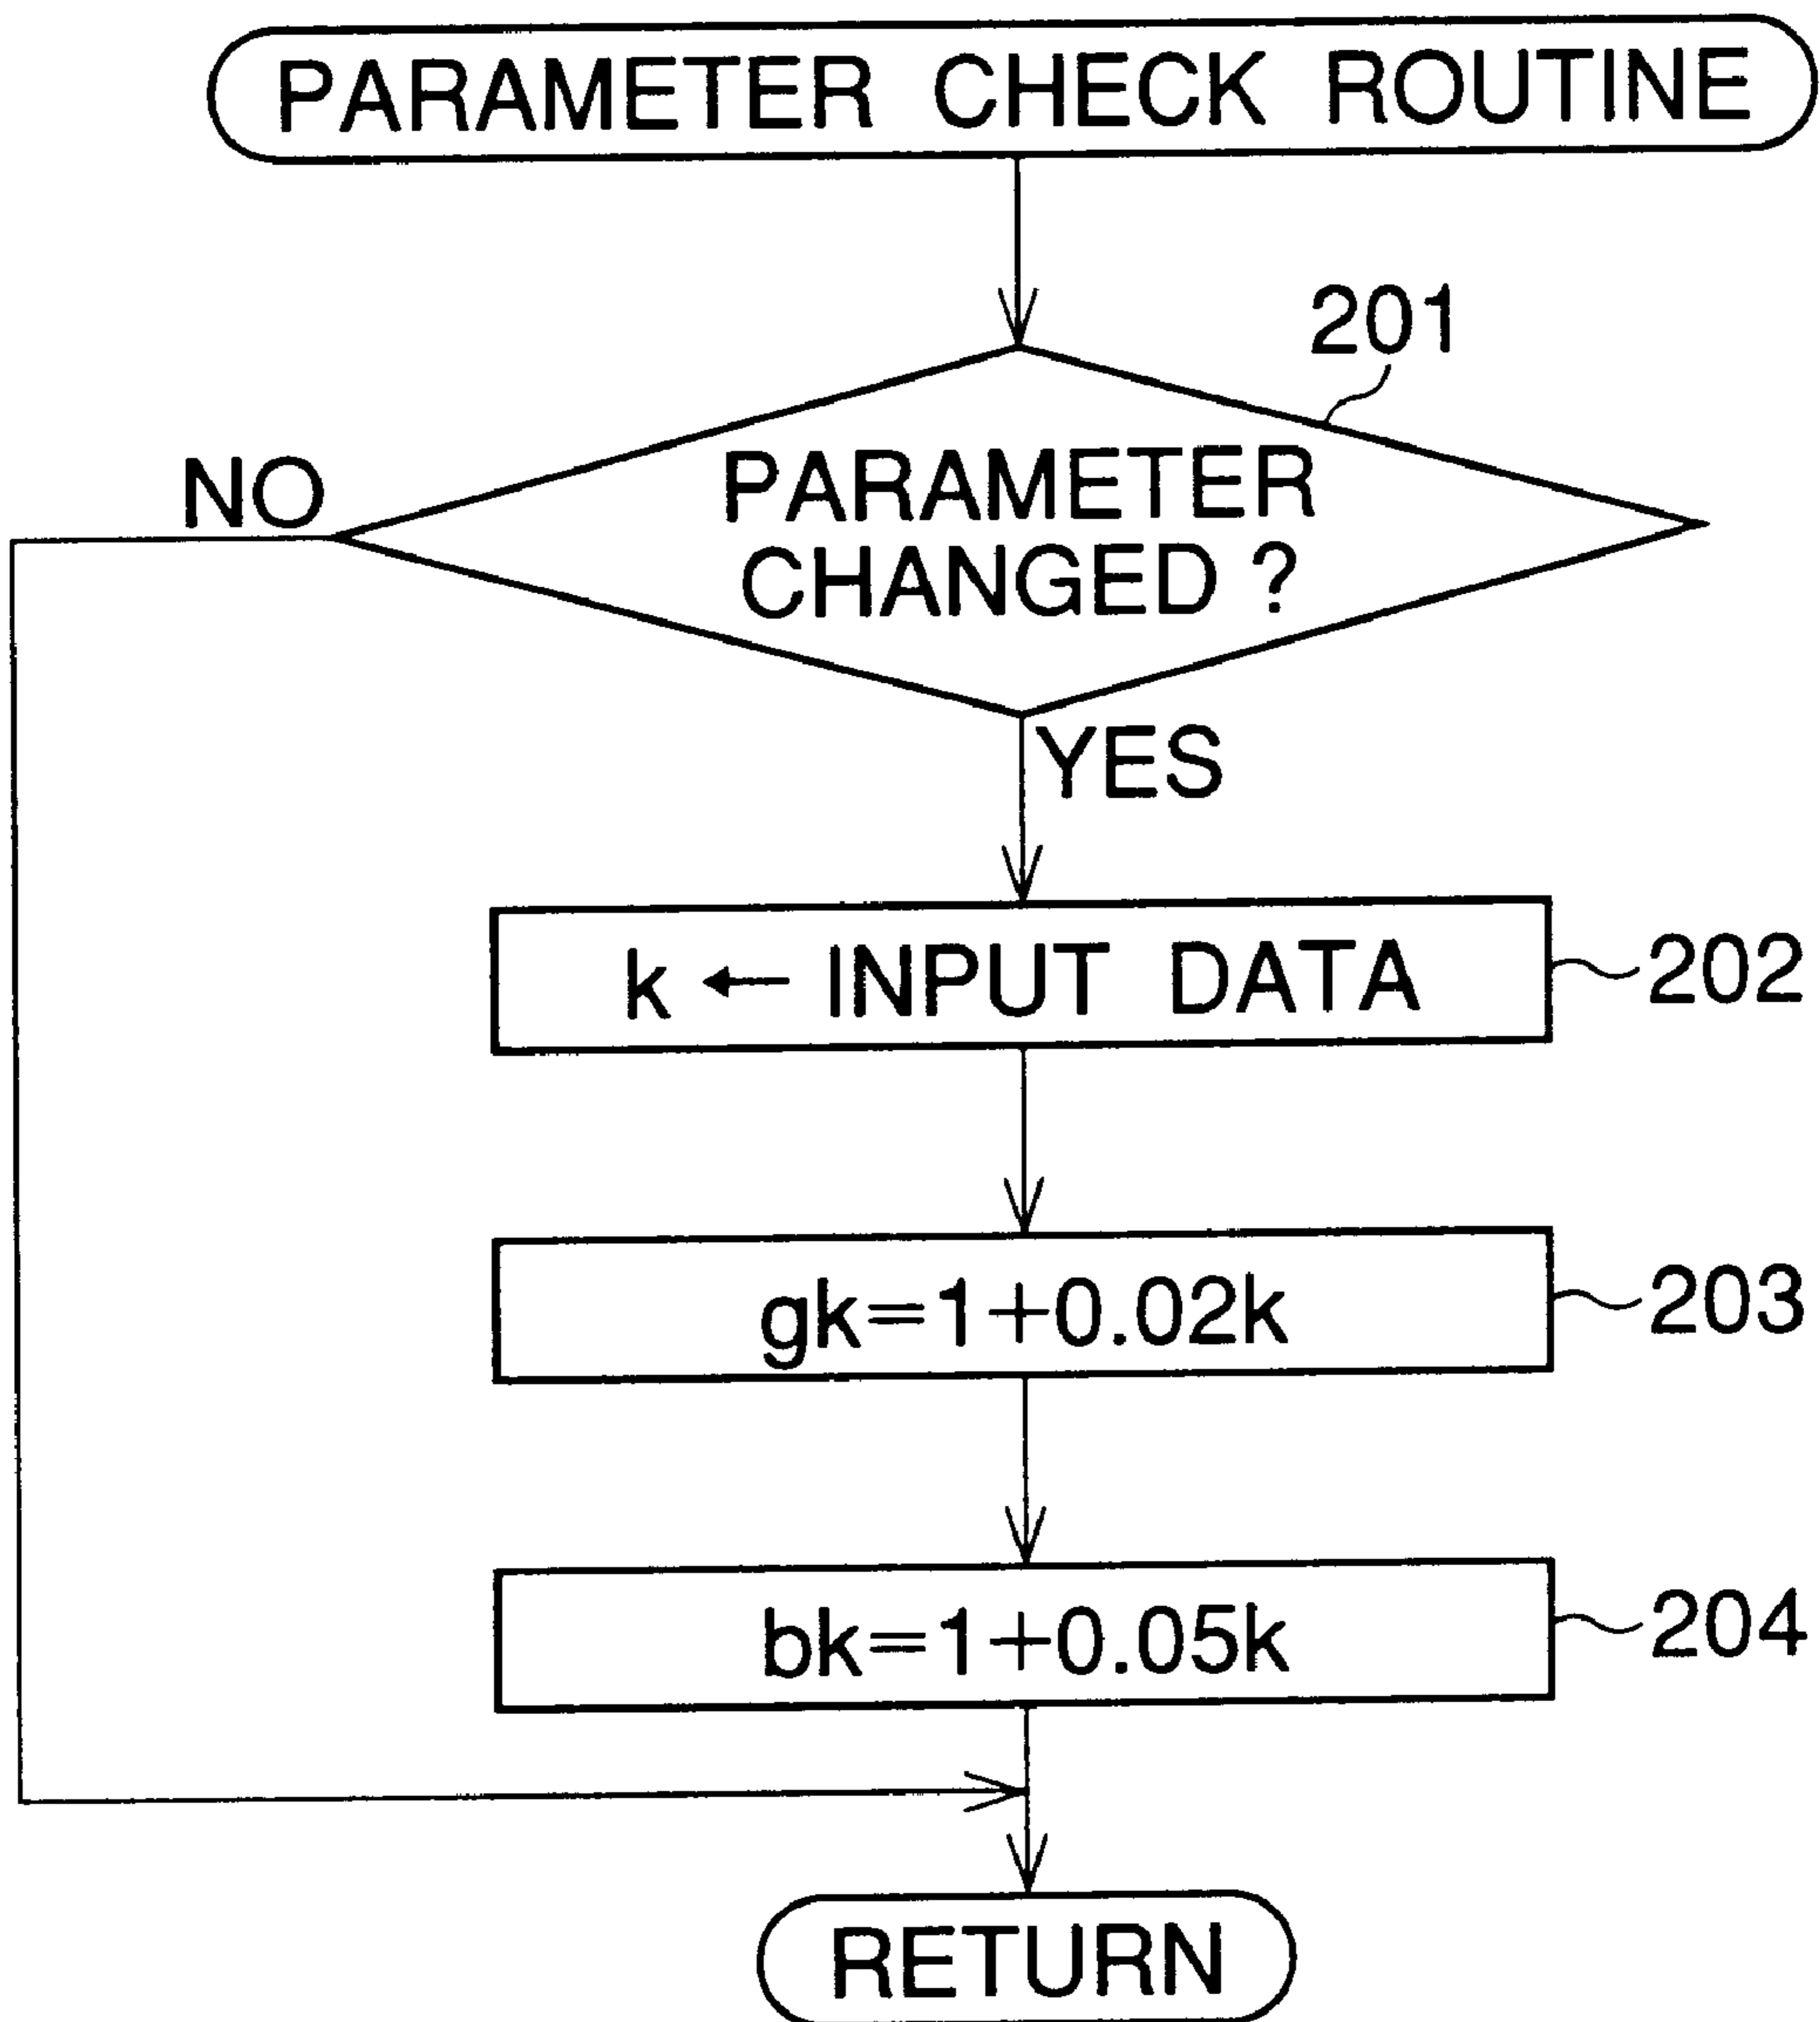 PARAMETER CHECK ROUTINE
201
NO
PARAMETER
CHANGED ?
YES
k ← INPUT DATA
202
gk=1+0.02k
203
bk=1+0.05k
204
RETURN